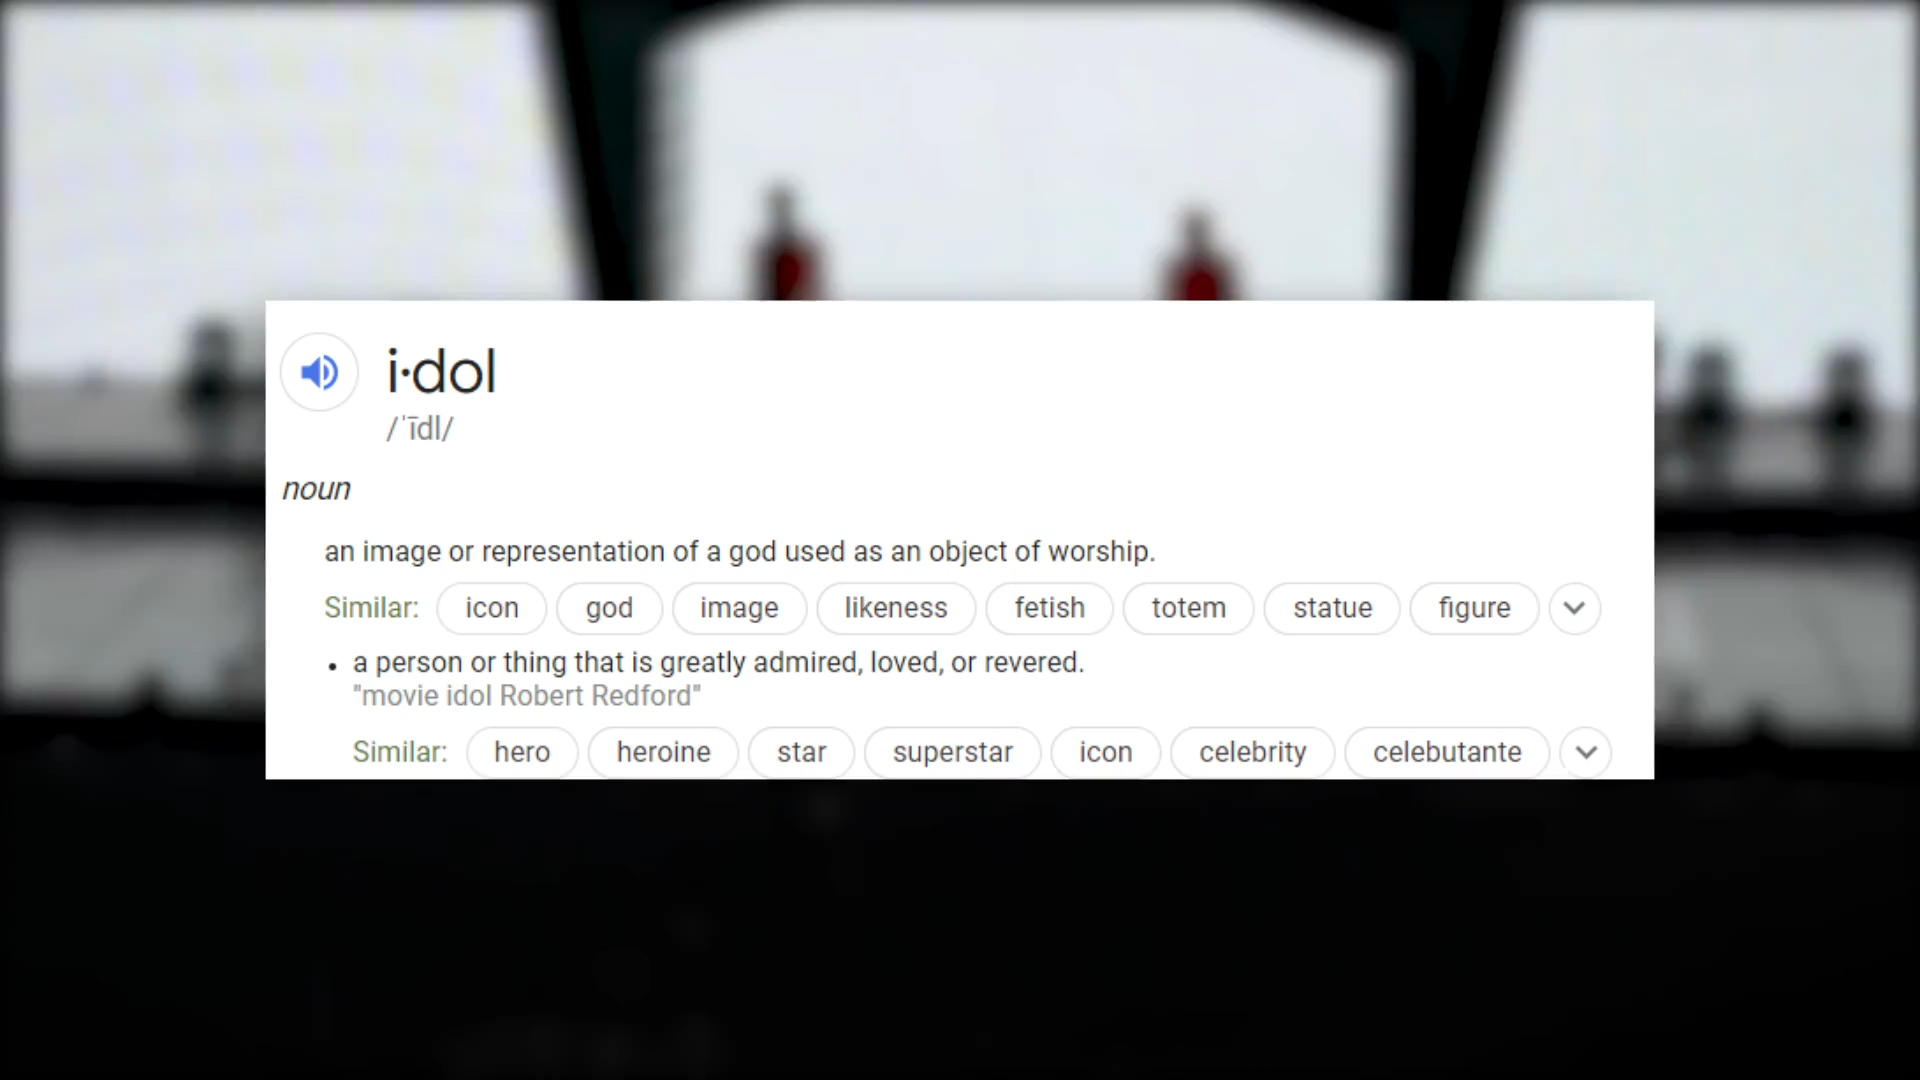 i·dol
/ˈīdl/
noun
an image or representation of a god used as an object of worship.
Similar: icon god image likeness fetish totem statue figure
• a person or thing that is greatly admired, loved, or revered.
"movie idol Robert Redford"
Similar: hero heroine star superstar icon celebrity celebutante